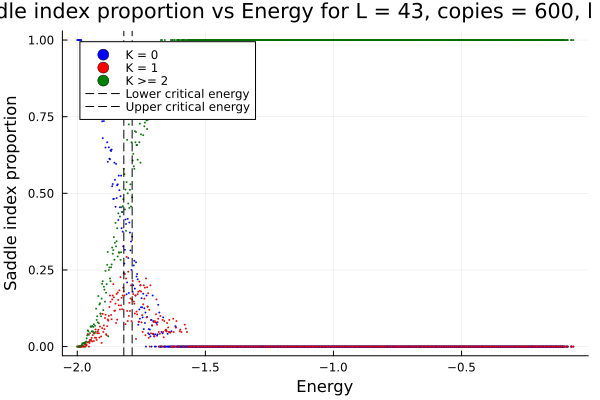 index proportion vs Energy for L = 43, copies = 600,
K = 0
K = 1
K >= 2
Lower critical energy
Upper critical energy
Saddle index proportion
1.00
0.75
0.50
0.25
0.00
−2.0 −1.5 −1.0 −0.5
Energy